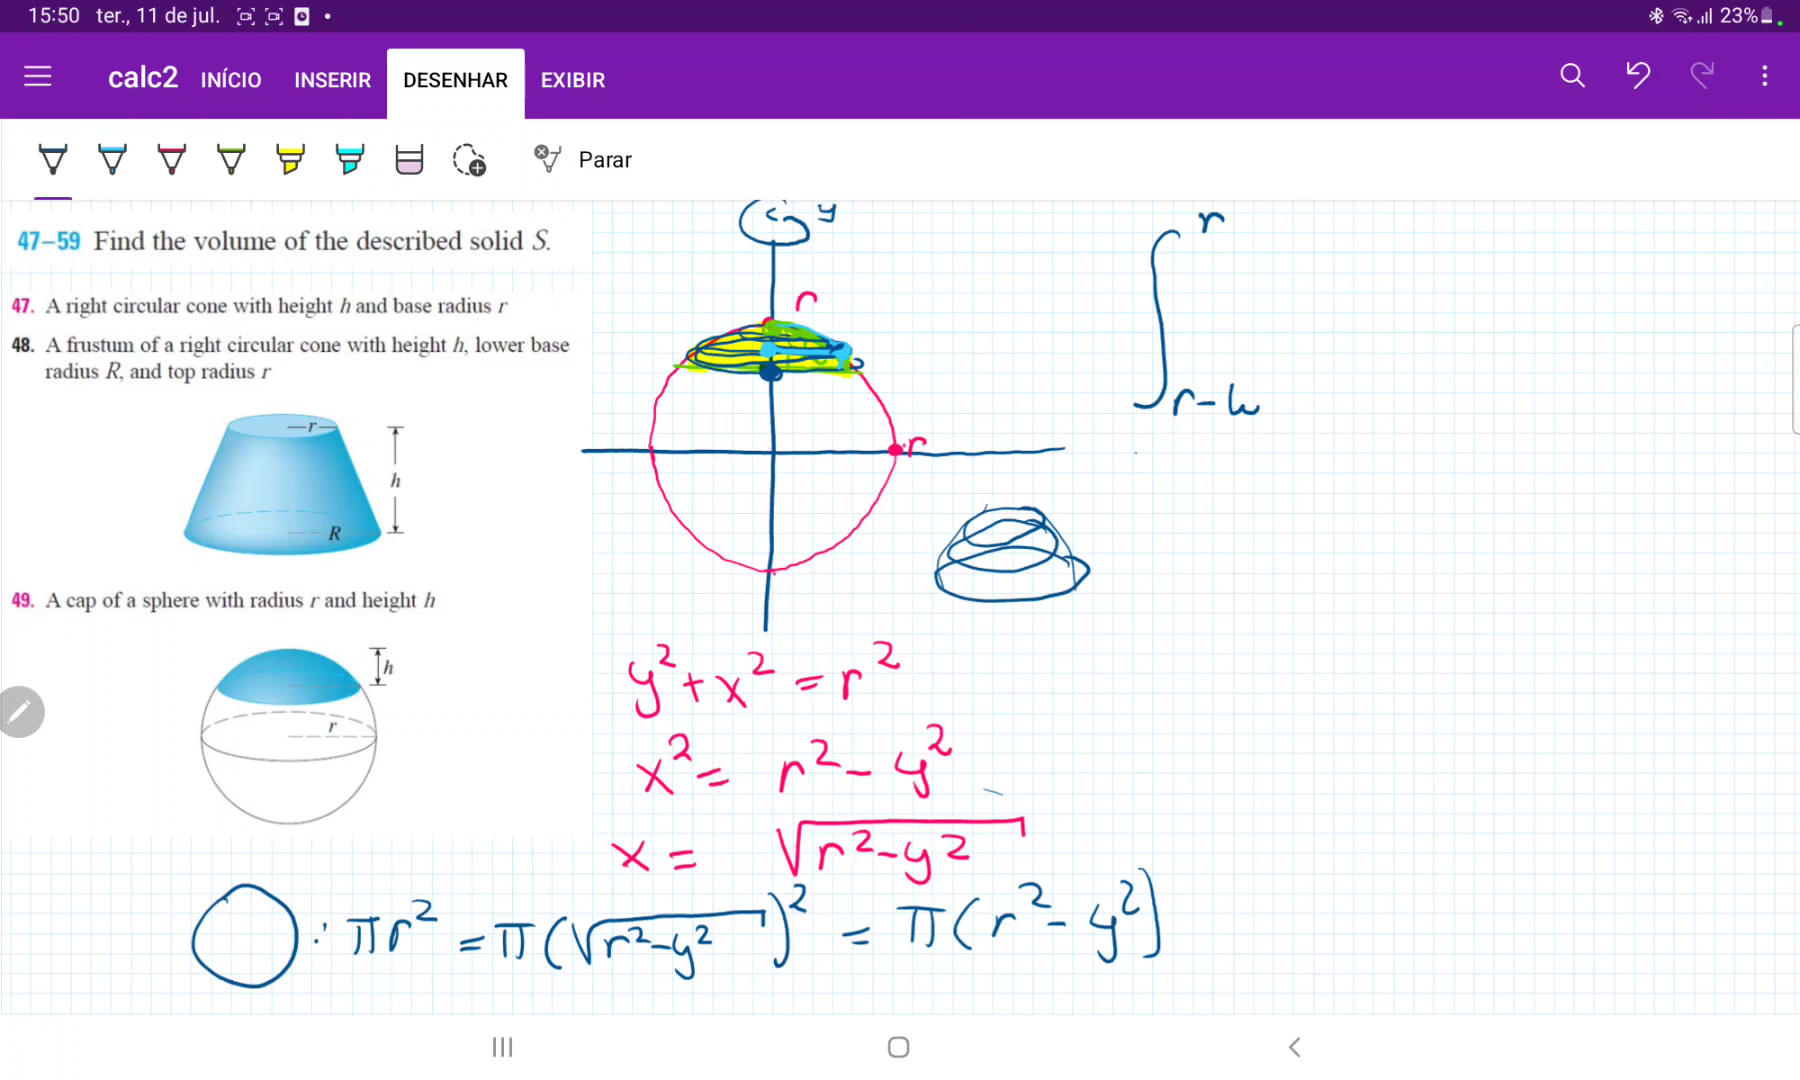 15:50 ter., 11 de jul. 23%
calc2 INÍCIO INSERIR DESENHAR EXIBIR
Parar
47–59 Find the volume of the described solid S.
47. A right circular cone with height h and base radius r
48. A frustum of a right circular cone with height h, lower base
radius R, and top radius r
r
h
R
49. A cap of a sphere with radius r and height h
h
r
y
r
r
∫ r
r-h
y² + x² = r²
x² = r² - y²
x = √(r²-y²)
πr² = π(√(r²-y²))² = π(r² - y²)